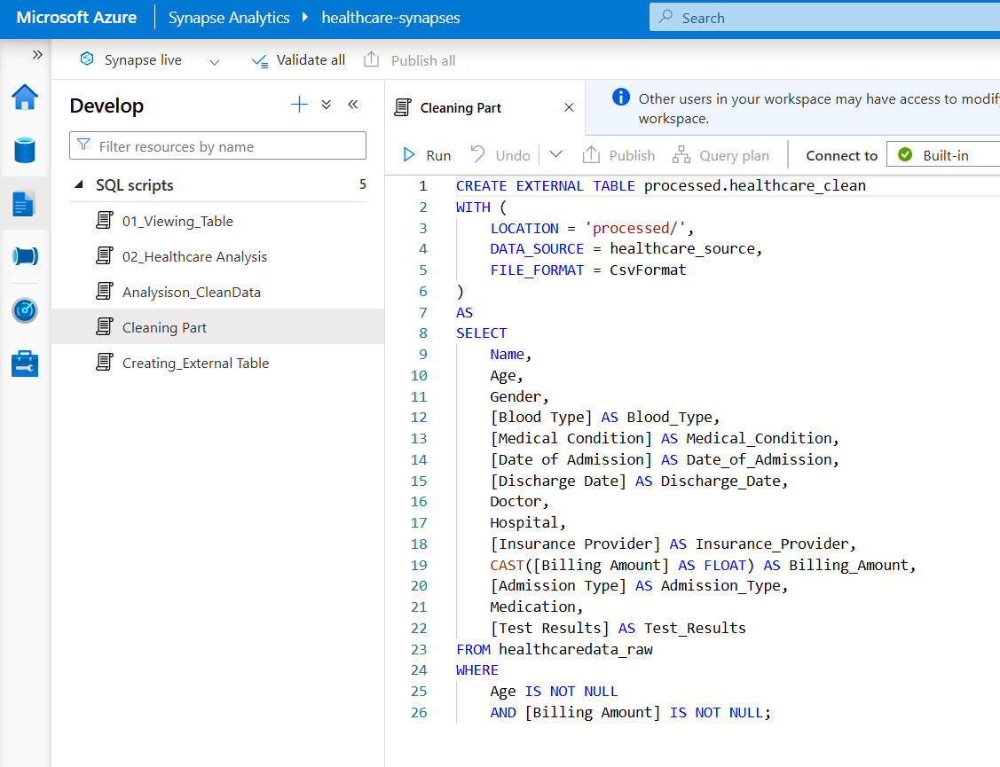 Microsoft Azure
Synapse Analytics
healthcare-synapses
Search
Synapse live
Validate all
Publish all
Develop
Filter resources by name
SQL scripts
5
01_Viewing_Table
02_Healthcare Analysis
Analysison_CleanData
Cleaning Part
Creating_External Table
Cleaning Part
Other users in your workspace may have access to modify
workspace.
Run
Undo
Publish
Query plan
Connect to
Built-in
1 CREATE EXTERNAL TABLE processed.healthcare_clean
2 WITH (
3 LOCATION = 'processed/',
4 DATA_SOURCE = healthcare_source,
5 FILE_FORMAT = CsvFormat
6 )
7 AS
8 SELECT
9 Name,
10 Age,
11 Gender,
12 [Blood Type] AS Blood_Type,
13 [Medical Condition] AS Medical_Condition,
14 [Date of Admission] AS Date_of_Admission,
15 [Discharge Date] AS Discharge_Date,
16 Doctor,
17 Hospital,
18 [Insurance Provider] AS Insurance_Provider,
19 CAST([Billing Amount] AS FLOAT) AS Billing_Amount,
20 [Admission Type] AS Admission_Type,
21 Medication,
22 [Test Results] AS Test_Results
23 FROM healthcaredata_raw
24 WHERE
25 Age IS NOT NULL
26 AND [Billing Amount] IS NOT NULL;